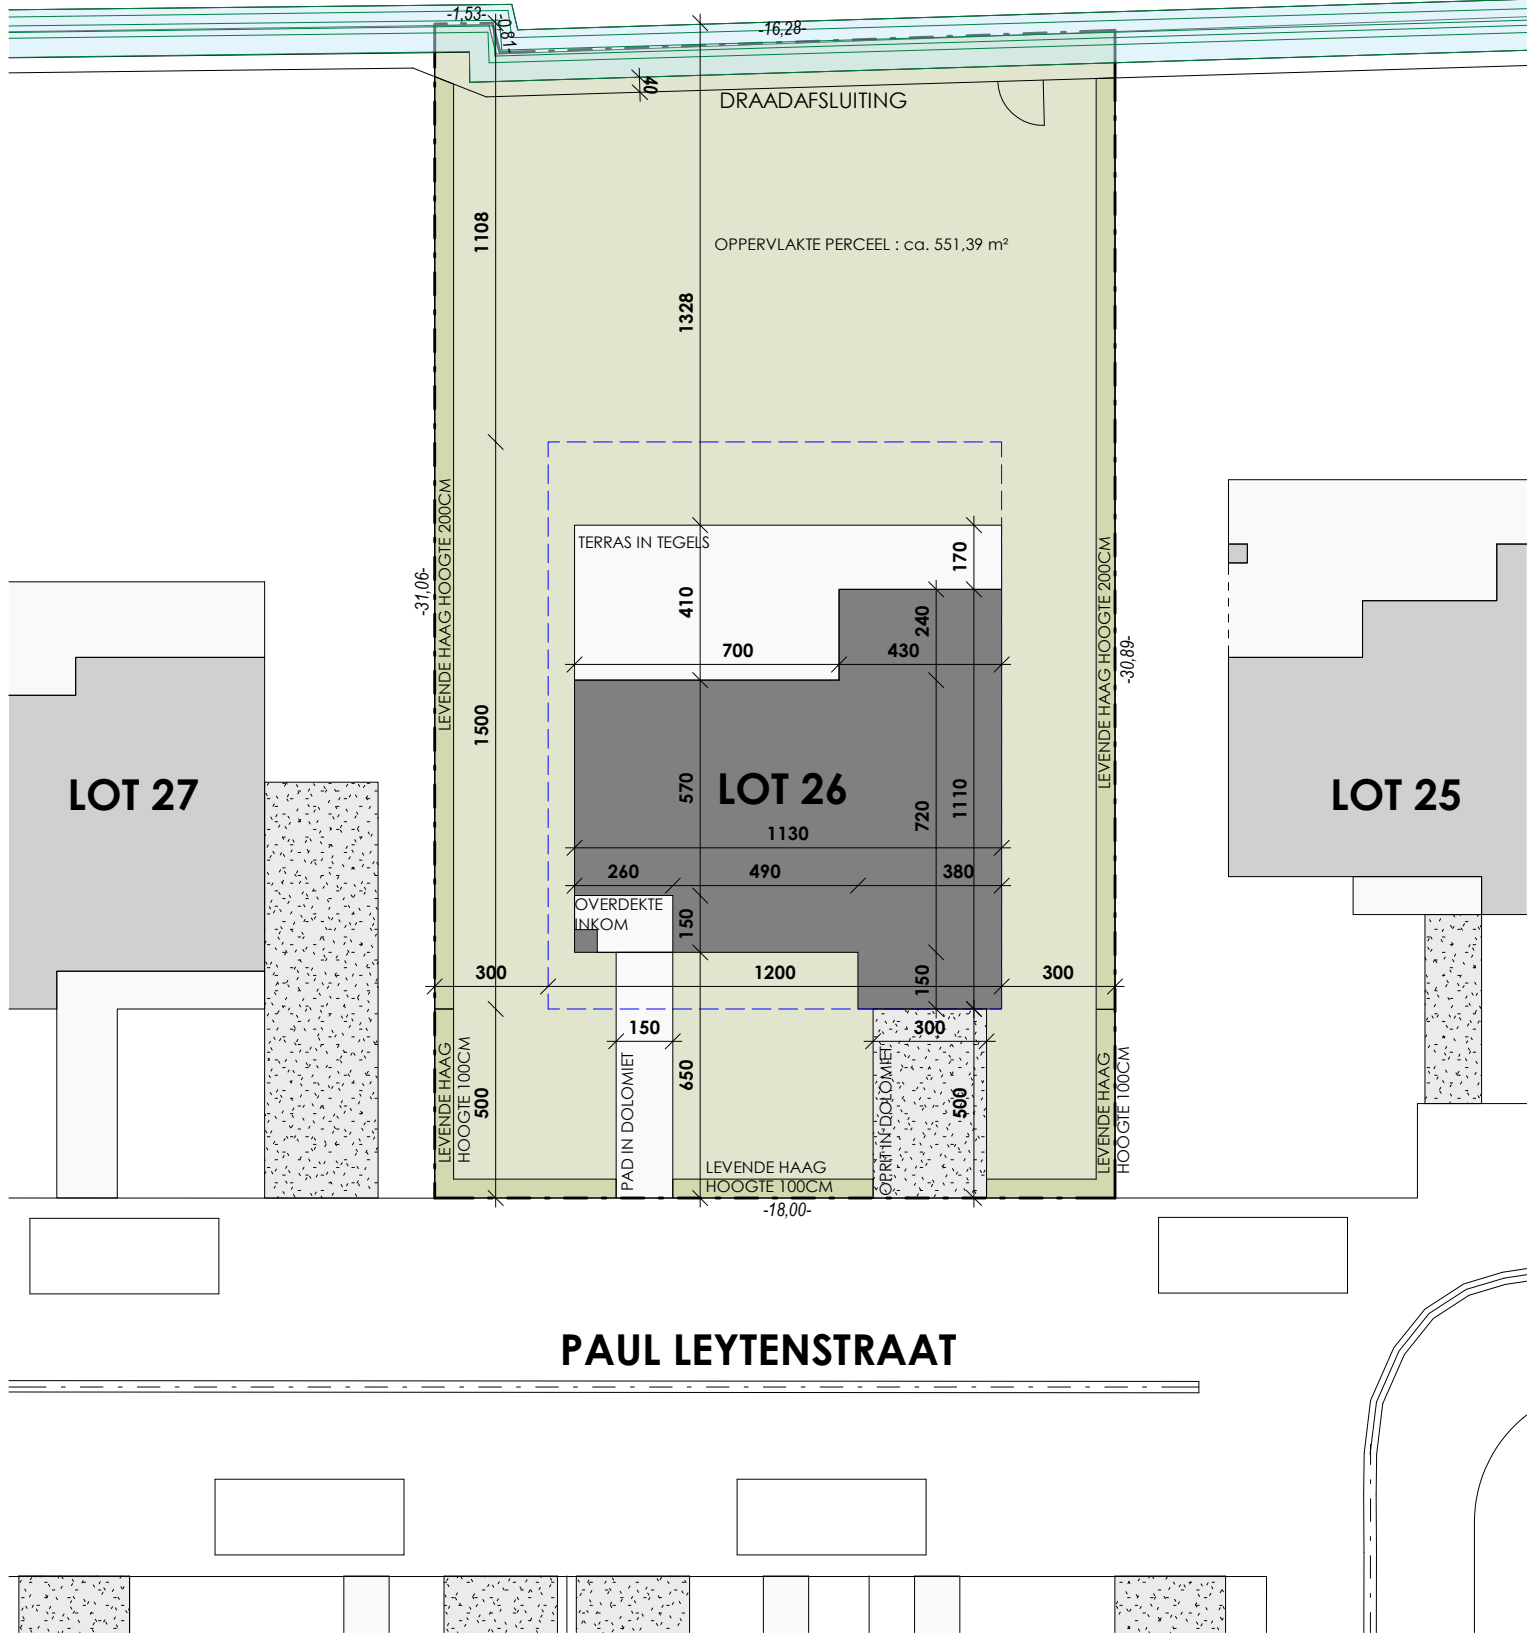 -1,53-
-0,81-
-16,28-
40
DRAADAFSLUITING
1108
OPPERVLAKTE PERCEEL : ca. 551,39 m²
1328
LEVENDE HAAG HOOGTE 200CM
-31,06-
TERRAS IN TEGELS
170
410
240
700
430
LEVENDE HAAG HOOGTE 200CM
-30,89-
1500
LOT 27
570
LOT 26
720
1110
LOT 25
1130
260
490
380
OVERDEKTE
INKOM
150
300
1200
150
300
150
300
LEVENDE HAAG
HOOGTE 100CM
500
PAD IN DOLOMIET
650
OPRIT IN DOLOMIET
500
LEVENDE HAAG
HOOGTE 100CM
LEVENDE HAAG
HOOGTE 100CM
-18,00-
PAUL LEYTENSTRAAT